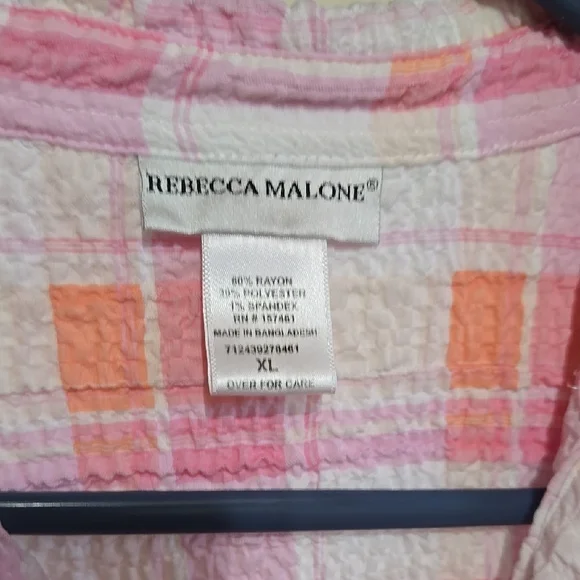 REBECCA MALONE®
60% RAYON
39% POLYESTER
1% SPANDEX
RN # 157461
MADE IN BANGLADESH
712439278461
XL
OVER FOR CARE